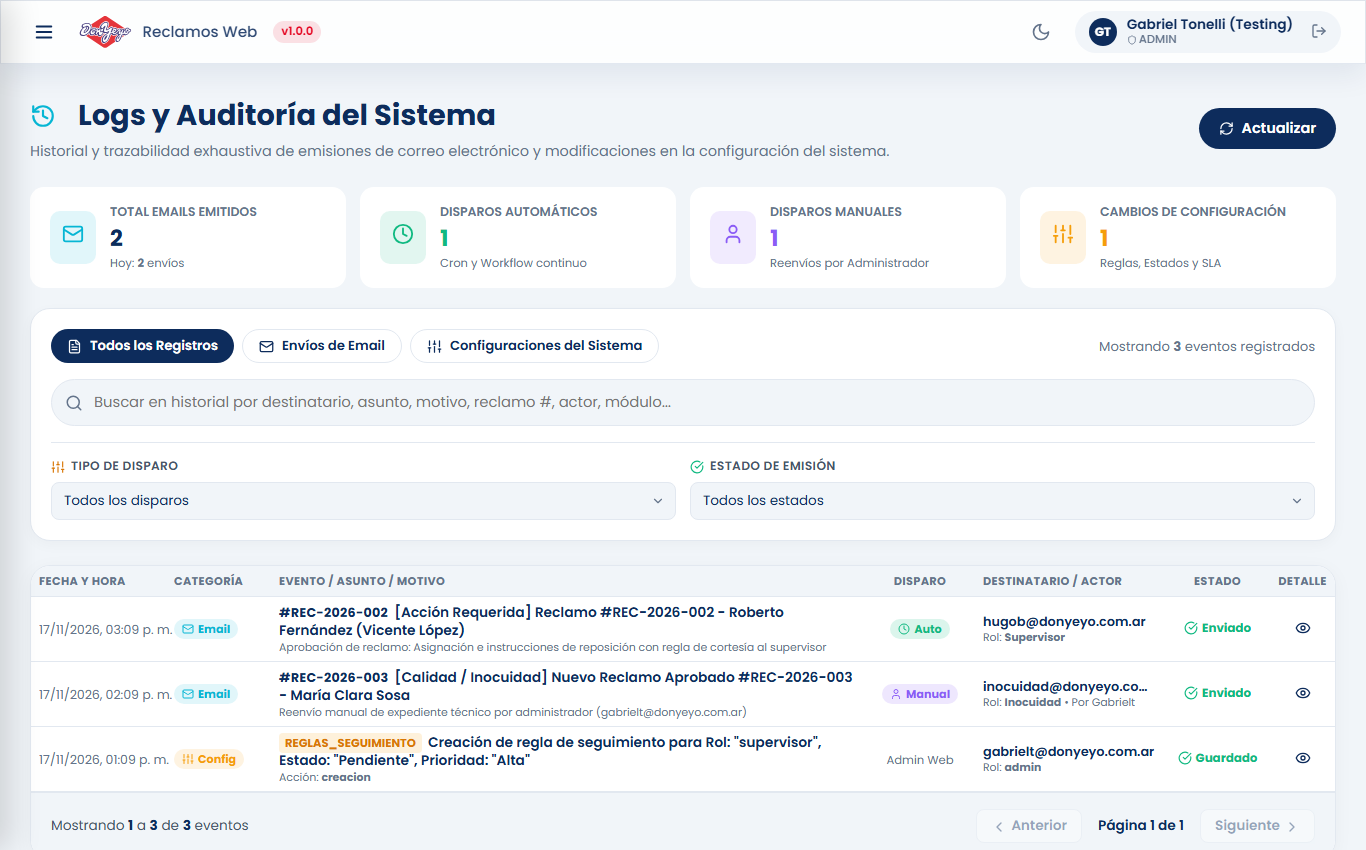 DonYeyo
Reclamos Web
v1.0.0
GT
Gabriel Tonelli (Testing)
ADMIN
Logs y Auditoría del Sistema
Historial y trazabilidad exhaustiva de emisiones de correo electrónico y modificaciones en la configuración del sistema.
Actualizar
TOTAL EMAILS EMITIDOS
2
Hoy: 2 envíos
DISPAROS AUTOMÁTICOS
1
Cron y Workflow continuo
DISPAROS MANUALES
1
Reenvíos por Administrador
CAMBIOS DE CONFIGURACIÓN
1
Reglas, Estados y SLA
Todos los Registros
Envíos de Email
Configuraciones del Sistema
Mostrando 3 eventos registrados
Buscar en historial por destinatario, asunto, motivo, reclamo #, actor, módulo...
TIPO DE DISPARO
Todos los disparos
ESTADO DE EMISIÓN
Todos los estados
FECHA Y HORA CATEGORÍA EVENTO / ASUNTO / MOTIVO DISPARO DESTINATARIO / ACTOR ESTADO DETALLE
17/11/2026, 03:09 p. m.
Email
#REC-2026-002 [Acción Requerida] Reclamo #REC-2026-002 - Roberto
Fernández (Vicente López)
Aprobación de reclamo: Asignación e instrucciones de reposición con regla de cortesía al supervisor
Auto
hugob@donyeyo.com.ar
Rol: Supervisor
Enviado
17/11/2026, 02:09 p. m.
Email
#REC-2026-003 [Calidad / Inocuidad] Nuevo Reclamo Aprobado #REC-2026-003
- María Clara Sosa
Reenvío manual de expediente técnico por administrador (gabrielt@donyeyo.com.ar)
Manual
inocuidad@donyeyo.co...
Rol: Inocuidad • Por Gabrielt
Enviado
17/11/2026, 01:09 p. m.
Config
REGLAS_SEGUIMIENTO Creación de regla de seguimiento para Rol: "supervisor",
Estado: "Pendiente", Prioridad: "Alta"
Acción: creacion
Admin Web
gabrielt@donyeyo.com.ar
Rol: admin
Guardado
Mostrando 1 a 3 de 3 eventos
Anterior
Página 1 de 1
Siguiente